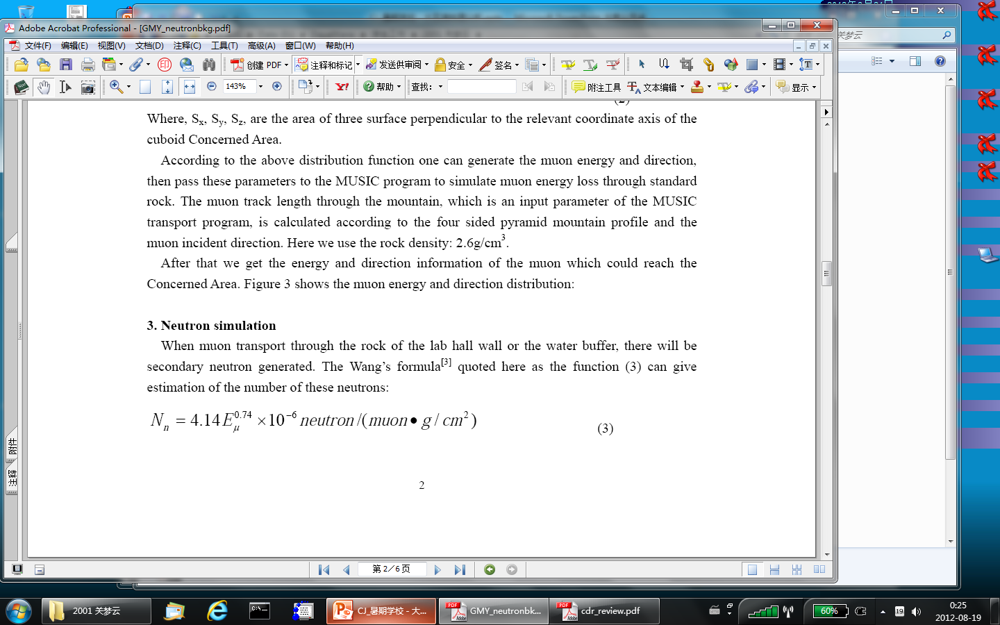 Adobe Acrobat Professional - [GMY_neutronbkg.pdf]
关梦云
文件(F) 编辑(E) 视图(V) 文档(D) 注释(C) 工具(T) 高级(A) 窗口(W) 帮助(H)
创建 PDF 注释和标记 发送供审阅 安全 签名
143% 帮助 查找: 附注工具 文本编辑 显示
(2)
Where, Sx, Sy, Sz, are the area of three surface perpendicular to the relevant coordinate axis of the
cuboid Concerned Area.
According to the above distribution function one can generate the muon energy and direction,
then pass these parameters to the MUSIC program to simulate muon energy loss through standard
rock. The muon track length through the mountain, which is an input parameter of the MUSIC
transport program, is calculated according to the four sided pyramid mountain profile and the
muon incident direction. Here we use the rock density: 2.6g/cm³.
After that we get the energy and direction information of the muon which could reach the
Concerned Area. Figure 3 shows the muon energy and direction distribution:
3. Neutron simulation
When muon transport through the rock of the lab hall wall or the water buffer, there will be
secondary neutron generated. The Wang’s formula[3] quoted here as the function (3) can give
estimation of the number of these neutrons:
Nn = 4.14Eμ^0.74 ×10^−6 neutron/(muon•g/cm²) (3)
2
附件
注释
第 2／6 页
2001 关梦云
CJ_暑期学校 - 大...
GMY_neutronbk...
cdr_review.pdf
60%
19
0:25
2012-08-19